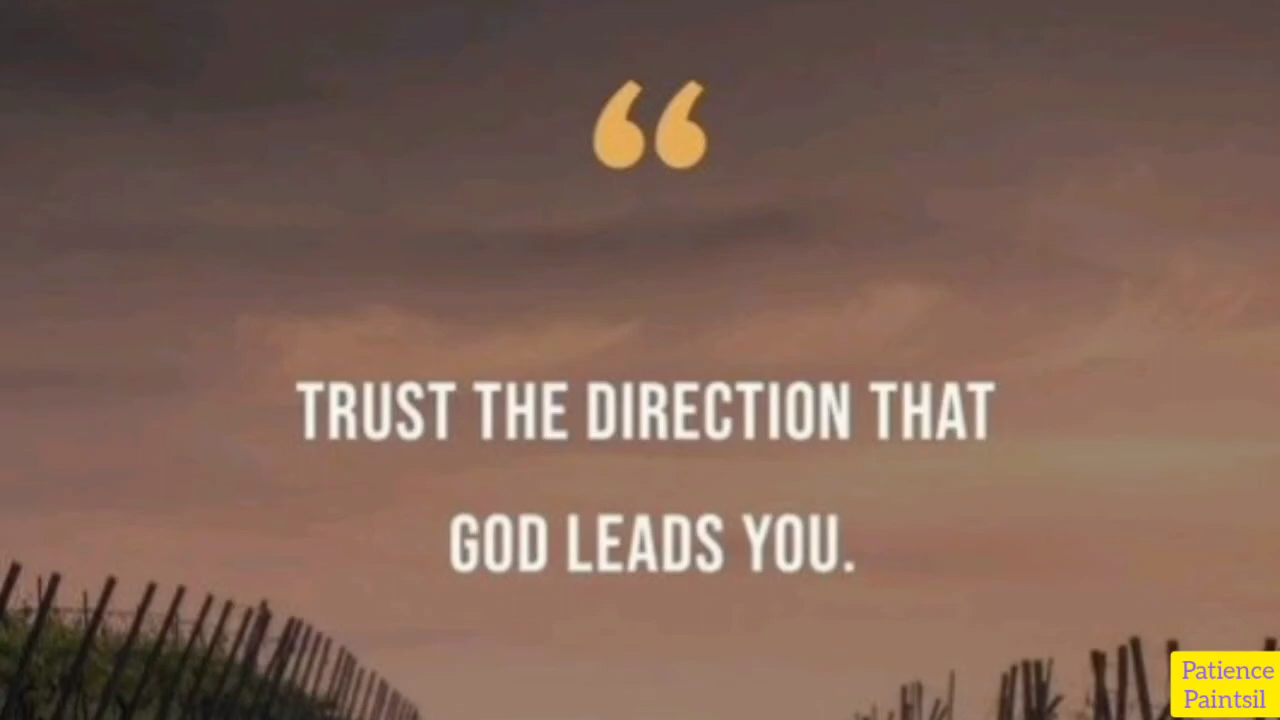 “
TRUST THE DIRECTION THAT
GOD LEADS YOU.
Patience
Paintsil